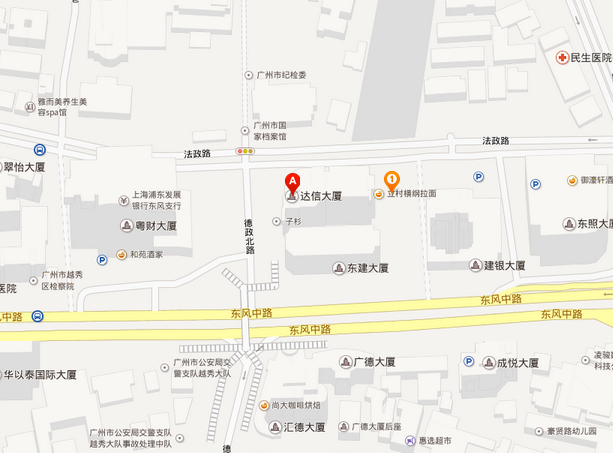 广州市纪检委
民生医院
雅而美养生美
容spa馆
广州市国
家档案馆
法政路
法政路
翠怡大厦
A
1
御濠轩酒
P
P
上海浦东发展
银行东风支行
达信大厦
豆村横纲拉面
子杉
粤财大厦
德政北路
东照大厦
和苑酒家
P
东建大厦
建银大厦
广州市越秀
区检察院
医院
东风中路
东风中路
中路
东风中路
东风中路
广州市公安局交
警支队越秀大队
广德大厦
P
成悦大厦
凌骏
科技
华以泰国际大厦
尚大咖啡烘焙
汇德大厦
广德大厦后座
惠选超市
豪贤路幼儿园
广州市公安局交警支队
越秀大队事故处理中队
德